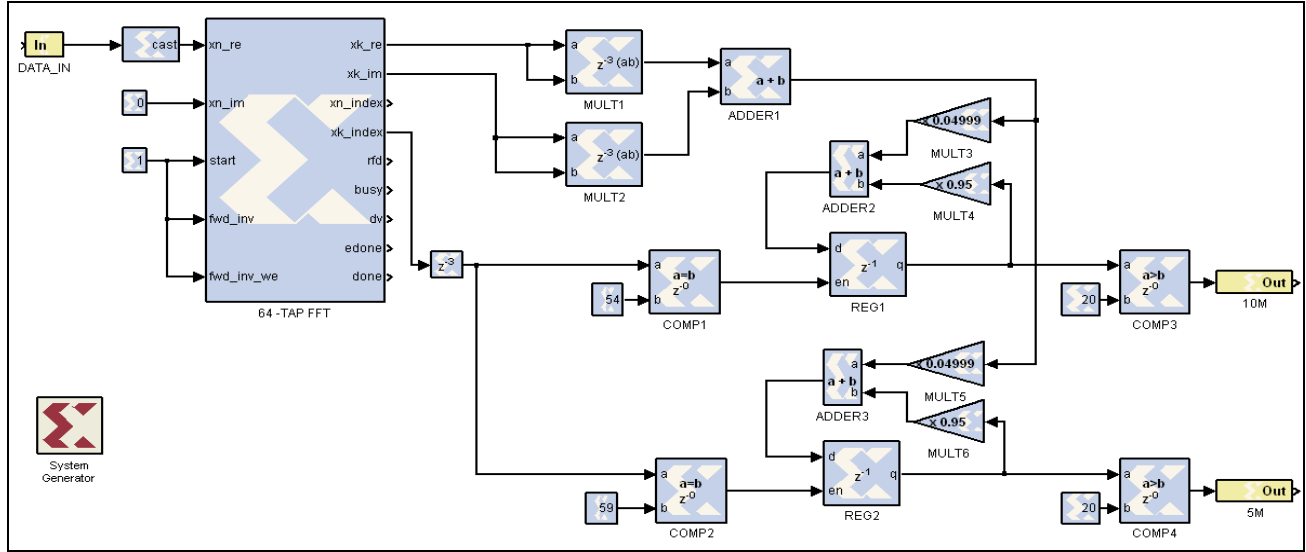 In
DATA_IN
cast
0
1
xn_re
xn_im
start
fwd_inv
fwd_inv_we
xk_re
xk_im
xn_index
xk_index
rfd
busy
dv
edone
done
64 -TAP FFT
a
b
z-3 (ab)
MULT1
a
b
z-3 (ab)
MULT2
a
b
a + b
ADDER1
x 0.04999
MULT3
a
a + b
b
ADDER2
x 0.95
MULT4
z-3
a
b
a=b
z-0
54
COMP1
d
en
z-1
q
REG1
a
b
a>b
z-0
20
COMP3
Out
10M
x 0.04999
MULT5
a
a + b
b
ADDER3
x 0.95
MULT6
System
Generator
a
b
a=b
z-0
59
COMP2
d
en
z-1
q
REG2
a
b
a>b
z-0
20
COMP4
Out
5M